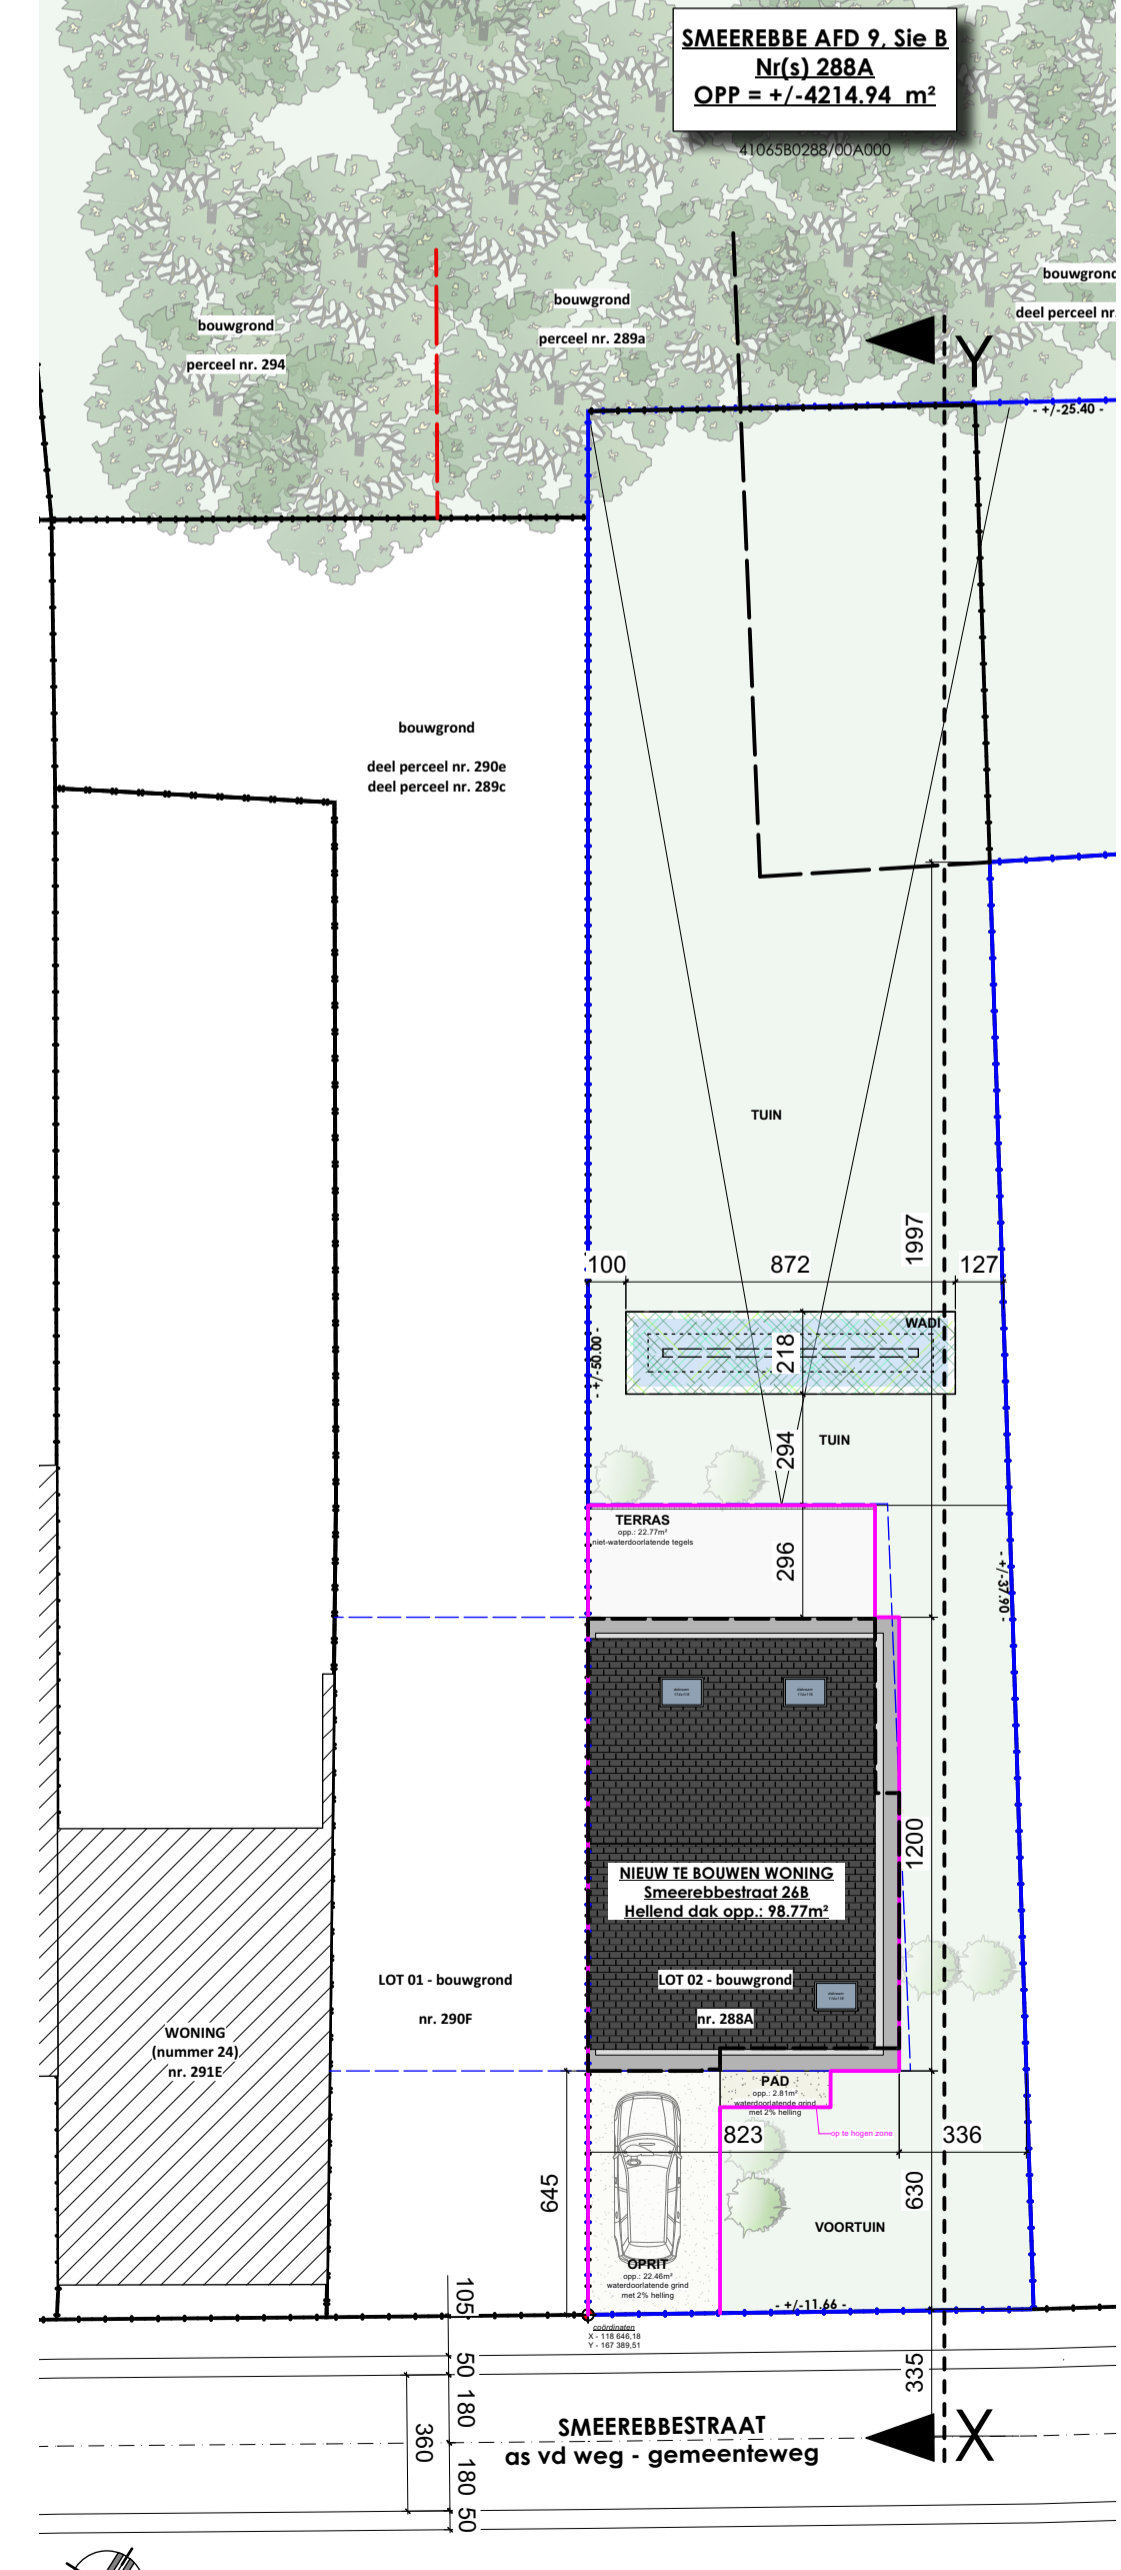 SMEEREBBE AFD 9, Sie B
Nr(s) 288A
OPP = +/-4214.94 m²
41065B0288/00A000
bouwgrond
perceel nr. 294
bouwgrond
perceel nr. 289a
bouwgrond
deel perceel nr.
Y
- +/-25.40 -
bouwgrond
deel perceel nr. 290e
deel perceel nr. 289c
TUIN
1997
100
872
127
WADI
218
- +/-50.00 -
294
TUIN
TERRAS
opp.: 22.77m²
niet-waterdoorlatende tegels
296
- +/-37.90 -
NIEUW TE BOUWEN WONING
Smeerebbestraat 26B
Hellend dak opp.: 98.77m²
1200
LOT 01 - bouwgrond
nr. 290F
LOT 02 - bouwgrond
nr. 288A
WONING
(nummer 24)
nr. 291E
PAD
opp.: 2.81m²
waterdoorlatende grind
met 2% helling
op te hogen zone
823
336
645
630
VOORTUIN
OPRIT
opp.: 22.46m²
waterdoorlatende grind
met 2% helling
- +/-11.66 -
coördinaten
X - 118 646,18
Y - 167 389,51
105
50
180
360
180
50
335
SMEEREBBESTRAAT
as vd weg - gemeenteweg
X